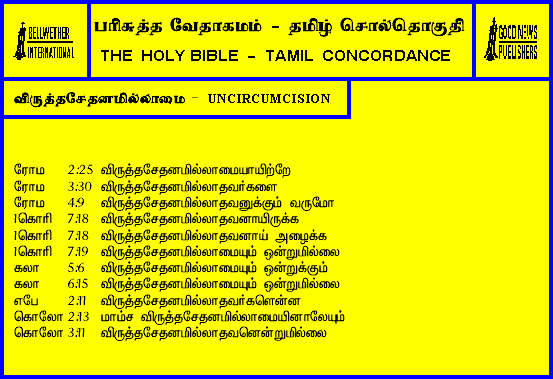 BELLWETHER
INTERNATIONAL
பரிசுத்த வேதாகமம் - தமிழ் சொல்தொகுதி
THE HOLY BIBLE - TAMIL CONCORDANCE
GOOD NEWS
PUBLISHERS
விருத்தசேதனமில்லாமை - UNCIRCUMCISION
ரோம 2:25 விருத்தசேதனமில்லாமையாயிற்றே
ரோம 3:30 விருத்தசேதனமில்லாதவர்களை
ரோம 4:9 விருத்தசேதனமில்லாதவனுக்கும் வருமோ
1கொரி 7:18 விருத்தசேதனமில்லாதவனாயிருக்க
1கொரி 7:18 விருத்தசேதனமில்லாதவனாய் அழைக்க
1கொரி 7:19 விருத்தசேதனமில்லாமையும் ஒன்றுமில்லை
கலா 5:6 விருத்தசேதனமில்லாமையும் ஒன்றுக்கும்
கலா 6:15 விருத்தசேதனமில்லாமையும் ஒன்றுமில்லை
எபே 2:11 விருத்தசேதனமில்லாதவர்களென்ன
கொலோ 2:13 மாம்ச விருத்தசேதனமில்லாமையினாலேயும்
கொலோ 3:11 விருத்தசேதனமில்லாதவனென்றுமில்லை